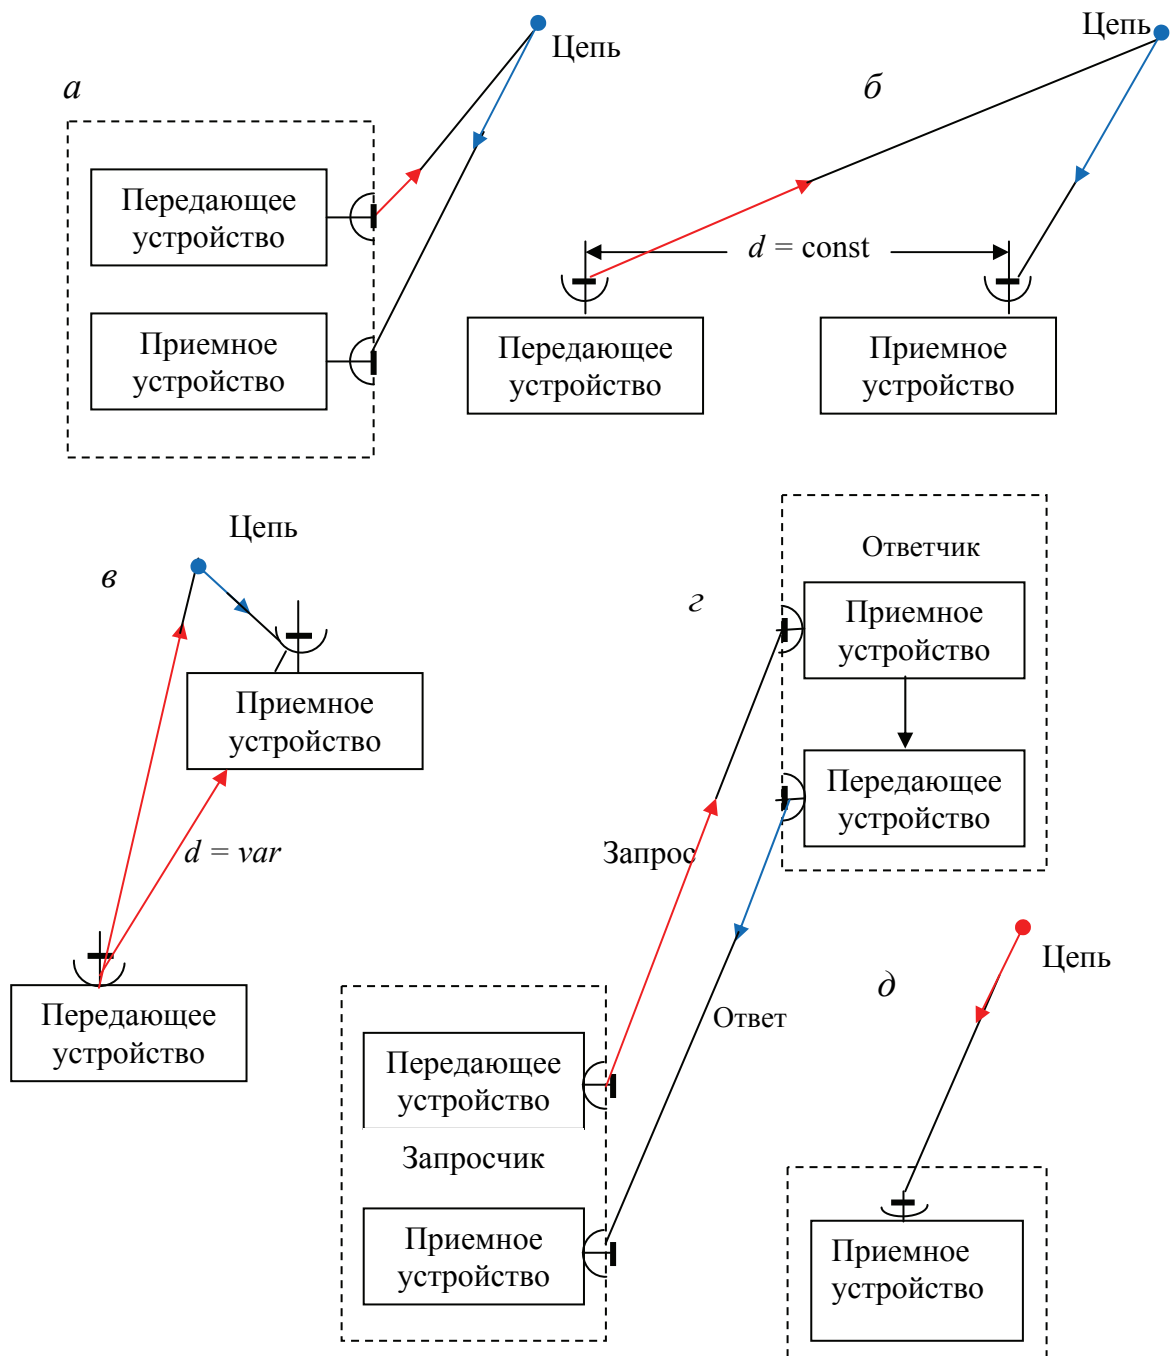 а
Цепь
Передающее
устройство
Приемное
устройство
б
Цепь
d = const
Передающее
устройство
Приемное
устройство
в
Цепь
Приемное
устройство
d = var
Передающее
устройство
г
Ответчик
Приемное
устройство
Передающее
устройство
Запрос
Ответ
Передающее
устройство
Запросчик
Приемное
устройство
д
Цепь
Приемное
устройство